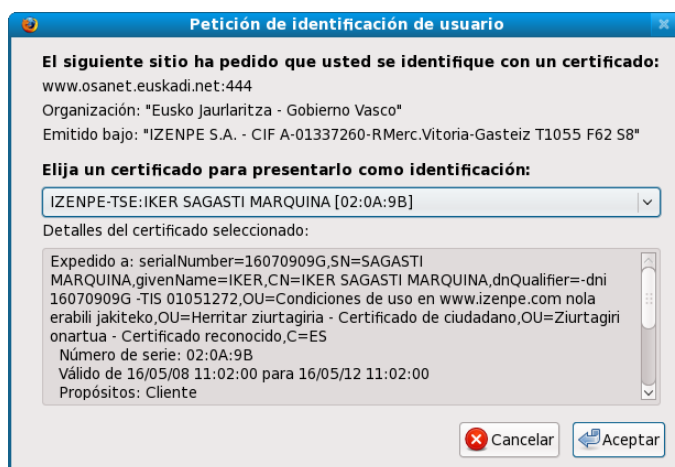 Petición de identificación de usuario
El siguiente sitio ha pedido que usted se identifique con un certificado:
www.osanet.euskadi.net:444
Organización: "Eusko Jaurlaritza - Gobierno Vasco"
Emitido bajo: "IZENPE S.A. - CIF A-01337260-RMerc.Vitoria-Gasteiz T1055 F62 S8"
Elija un certificado para presentarlo como identificación:
IZENPE-TSE:IKER SAGASTI MARQUINA [02:0A:9B]
Detalles del certificado seleccionado:
Expedido a: serialNumber=16070909G,SN=SAGASTI
MARQUINA,givenName=IKER,CN=IKER SAGASTI MARQUINA,dnQualifier=-dni
16070909G -TIS 01051272,OU=Condiciones de uso en www.izenpe.com nola
erabili jakiteko,OU=Herritar ziurtagiria - Certificado de ciudadano,OU=Ziurtagiri
onartua - Certificado reconocido,C=ES
Número de serie: 02:0A:9B
Válido de 16/05/08 11:02:00 para 16/05/12 11:02:00
Propósitos: Cliente
Cancelar
Aceptar